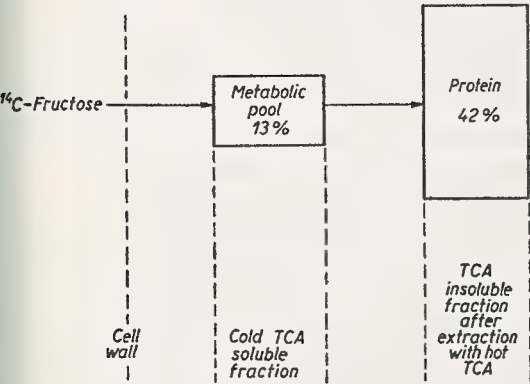 ¹⁴C-Fructose
Metabolic
pool
13%
Protein
42%
Cell
wall
Cold TCA
soluble
fraction
TCA
insoluble
fraction
after
extraction
with hot
TCA